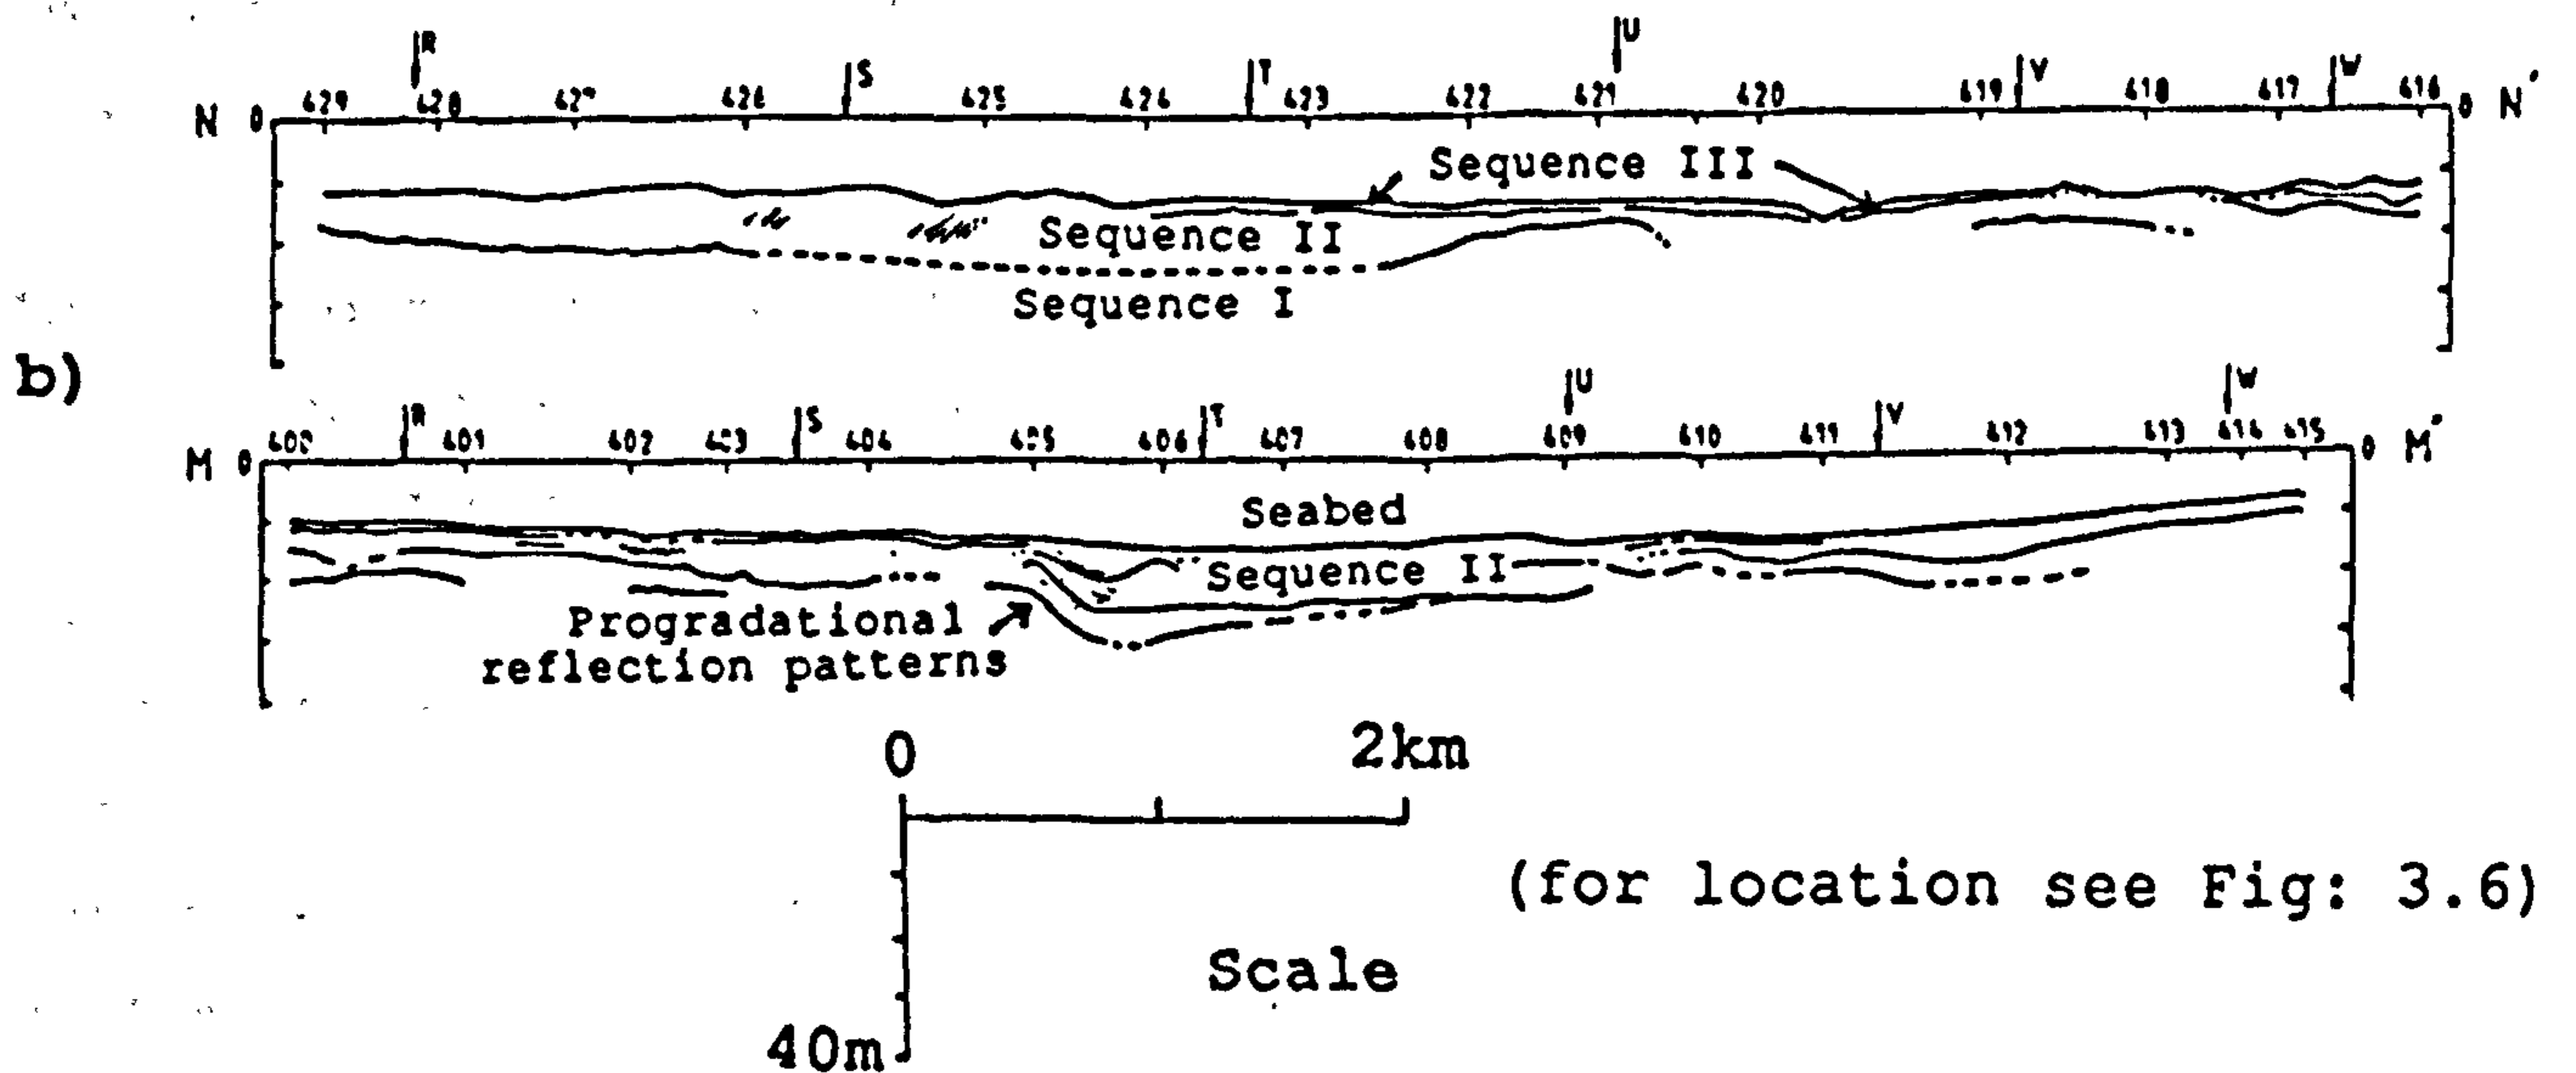 R S T U V W
N 0 429 428 427 426 425 424 423 422 421 420 419 418 417 416 0 N'
Sequence III
Sequence II
Sequence I
b)
R S T U V W
M 0 400 401 402 403 404 405 406 407 408 409 410 411 412 413 414 415 0 M'
Seabed
Sequence II
Progradational
reflection patterns
0 2km
(for location see Fig: 3.6)
Scale
40m